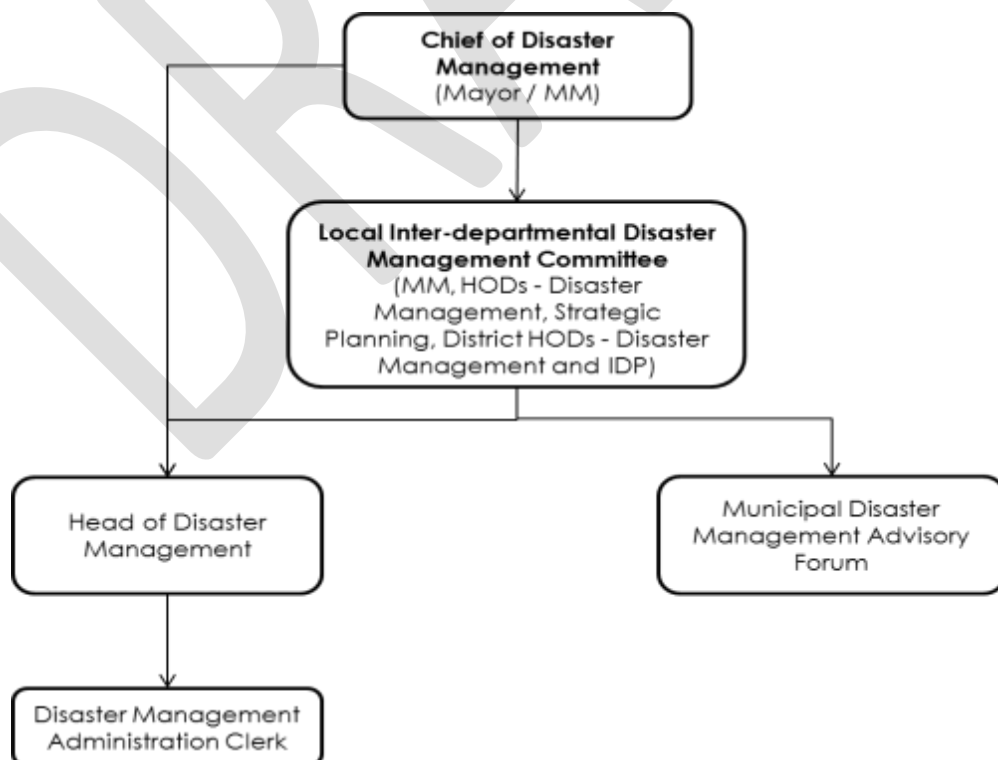 Chief of Disaster
Management
(Mayor / MM)
Local Inter-departmental Disaster
Management Committee
(MM, HODs - Disaster
Management, Strategic
Planning, District HODs - Disaster
Management and IDP)
Head of Disaster
Management
Municipal Disaster
Management Advisory
Forum
Disaster Management
Administration Clerk